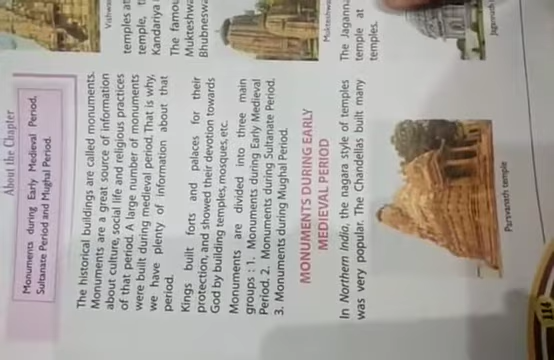 About the Chapter
Monuments during Early Medieval Period,
Sultanate Period and Mughal Period.
The historical buildings are called monuments.
Monuments are a great source of information
about culture, social life and religious practices
of that period. A large number of monuments
were built during medieval period. That is why,
we have plenty of information about that
period.
Kings built forts and palaces for their
protection, and showed their devotion towards
God by building temples, mosques, etc.
Monuments are divided into three main
groups : 1. Monuments during Early Medieval
Period. 2. Monuments during Sultanate Period.
3. Monuments during Mughal Period.
MONUMENTS DURING EARLY
MEDIEVAL PERIOD
In Northern India, the nagara style of temples
was very popular. The Chandellas built many
Parsvanath temple
temples at
temple,
Kandariya
The
Mukteshwa
Bhubneswa
The
temple at
temples.